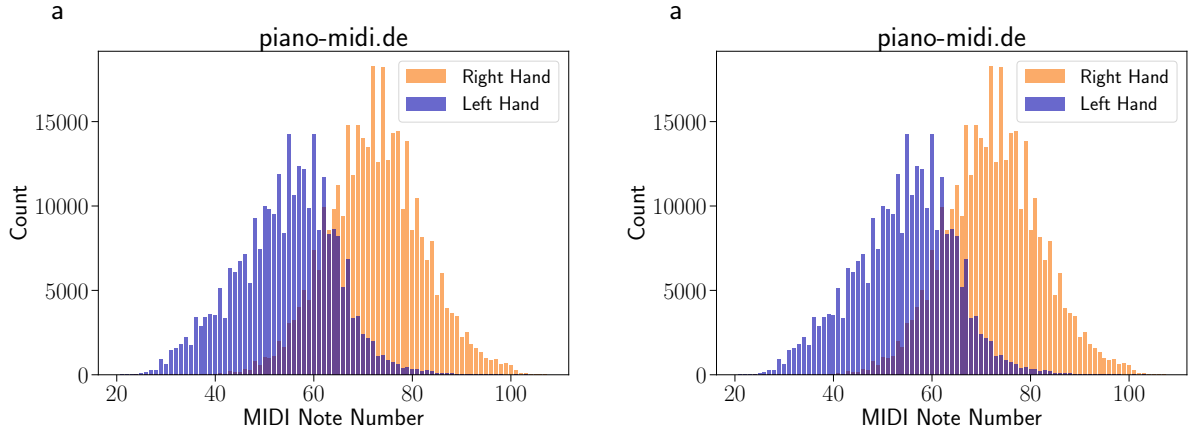 a
piano-midi.de
Right Hand
Left Hand
15000
10000
5000
0
Count
20 40 60 80 100
MIDI Note Number
a
piano-midi.de
Right Hand
Left Hand
15000
10000
5000
0
Count
20 40 60 80 100
MIDI Note Number